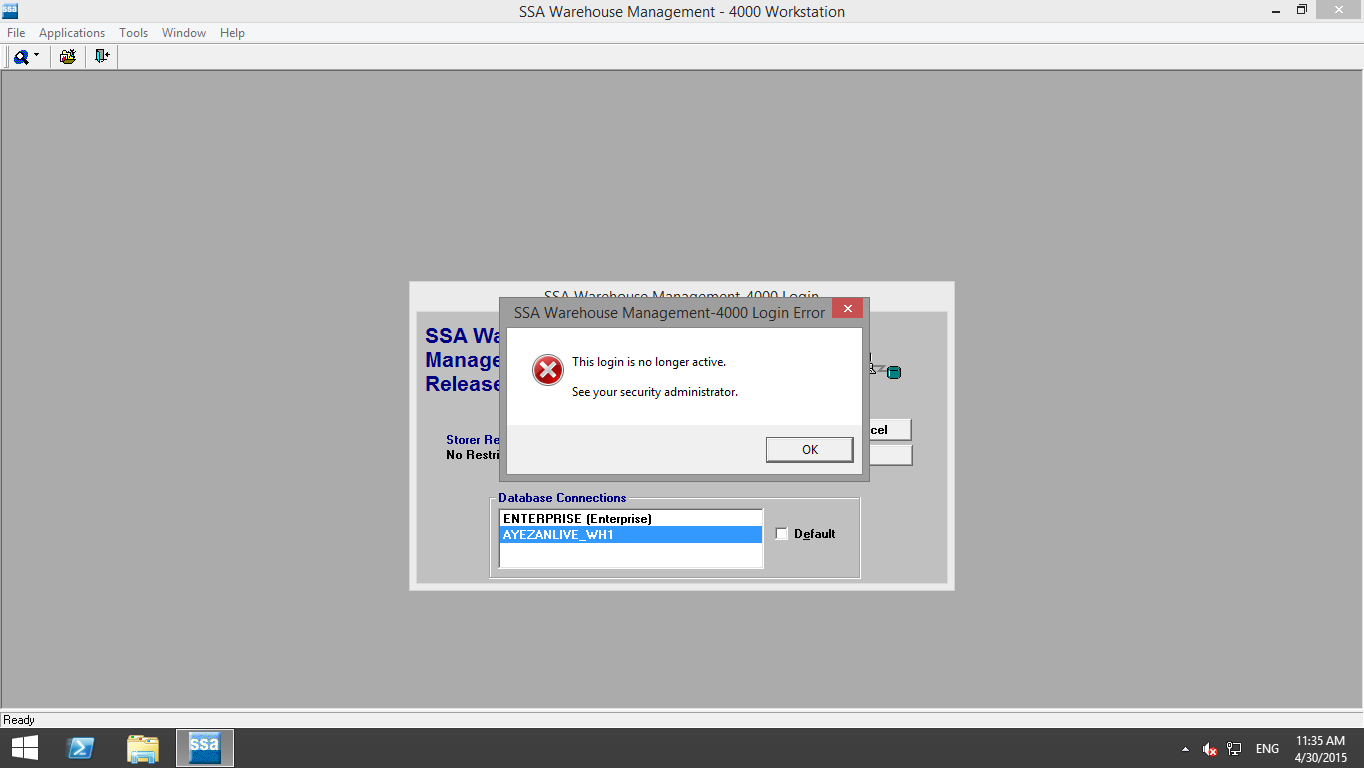 ssa
SSA Warehouse Management - 4000 Workstation
File Applications Tools Window Help
SSA Warehouse Management-4000 Login
SSA Warehouse Management-4000 Login Error
SSA Wa
Manage
Release
This login is no longer active.
See your security administrator.
cel
Storer Re
No Restri
OK
Database Connections
ENTERPRISE (Enterprise)
AYEZANLIVE_WH1
Default
Ready
ssa
ENG
11:35 AM
4/30/2015